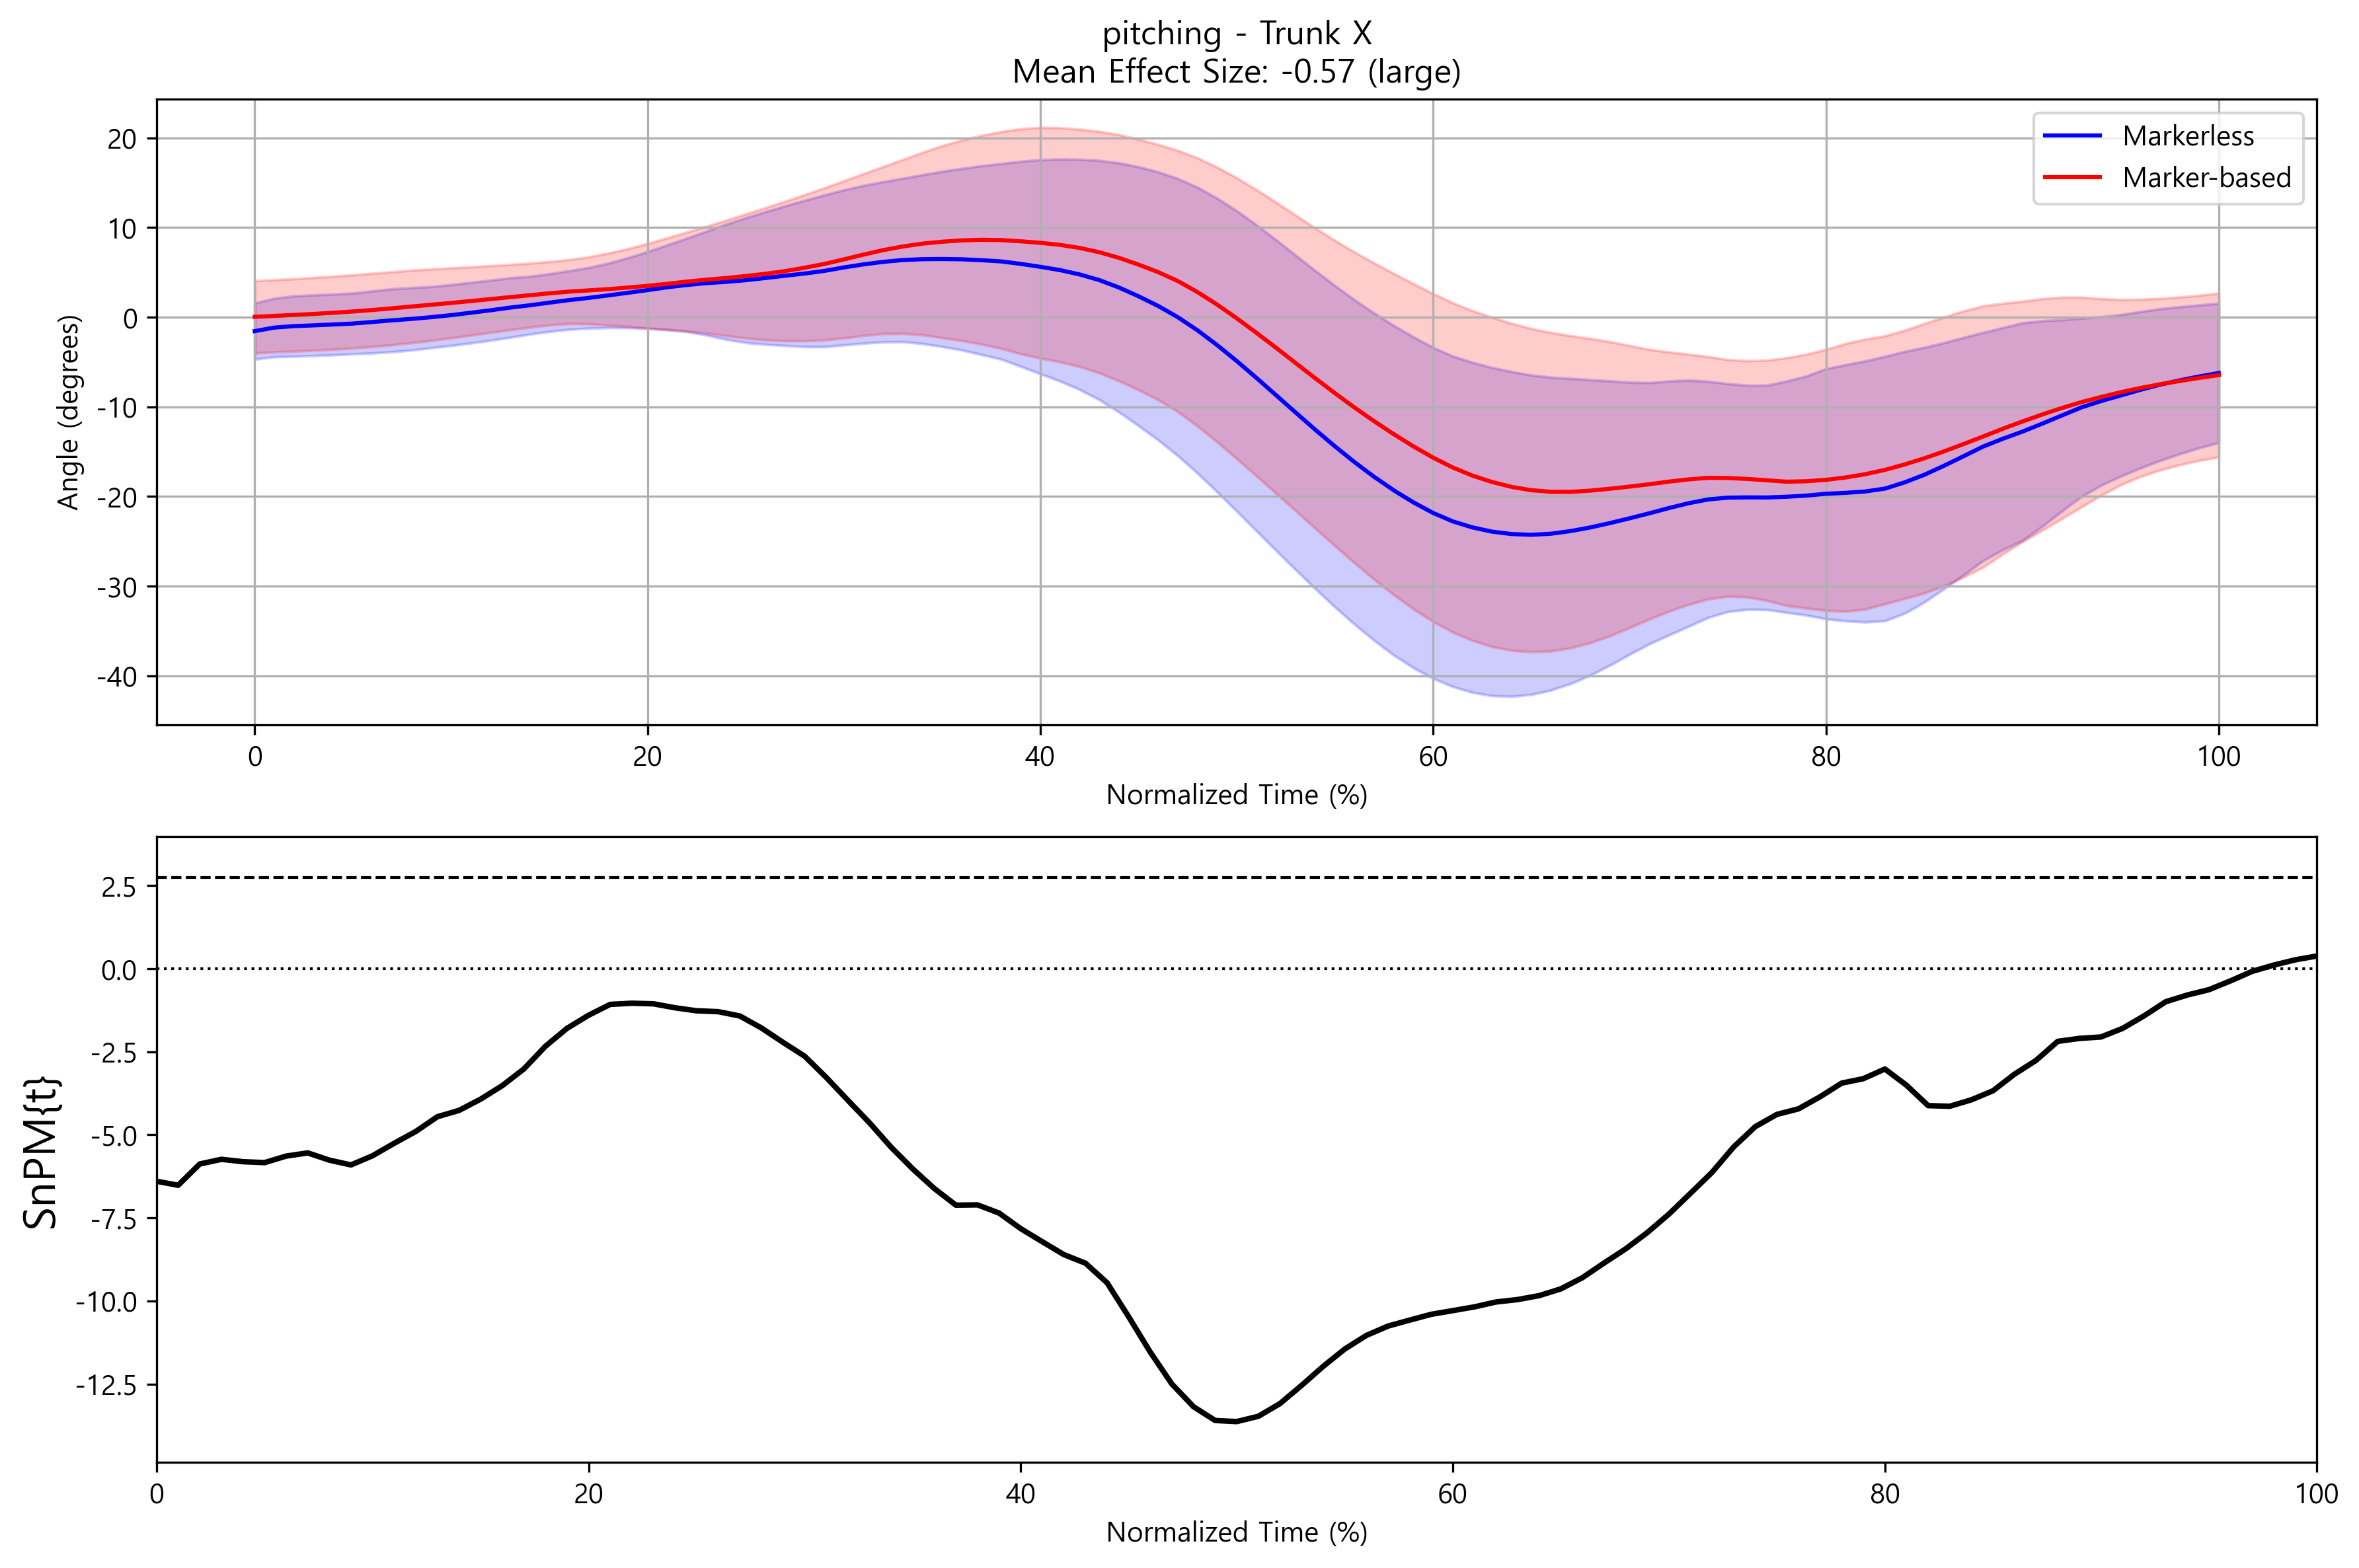 pitching - Trunk X
Mean Effect Size: -0.57 (large)
Markerless
Marker-based
20
10
0
-10
-20
-30
-40
Angle (degrees)
0 20 40 60 80 100
Normalized Time (%)
2.5
0.0
-2.5
-5.0
-7.5
-10.0
-12.5
SnPM{t}
0 20 40 60 80 100
Normalized Time (%)